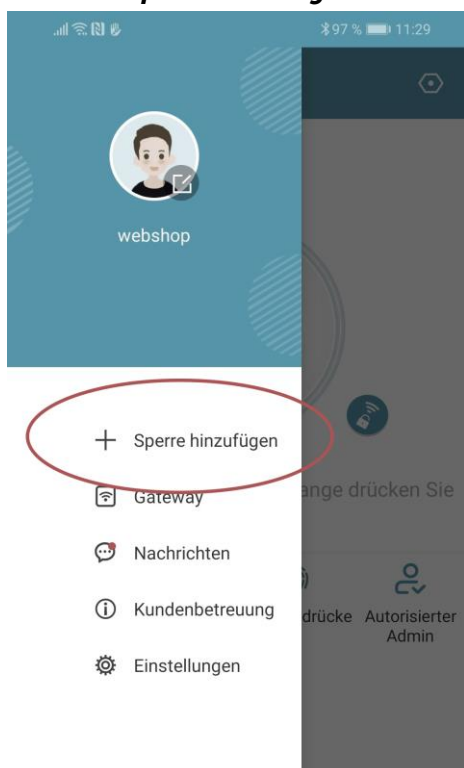 97 % 11:29
webshop
Sperre hinzufügen
Gateway
ange drücken Sie
Nachrichten
Kundenbetreuung
drücke Autorisierter
Admin
Einstellungen